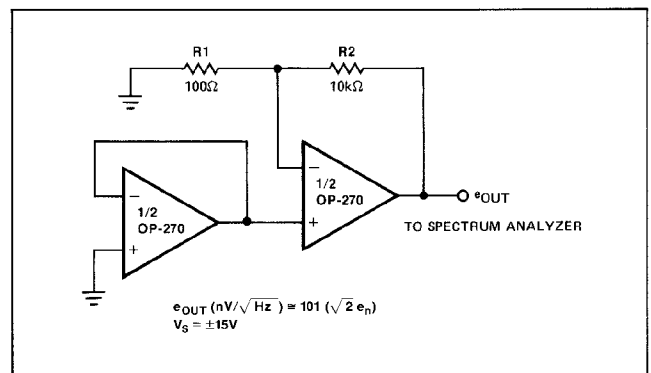 R1
100Ω
R2
10kΩ
−
1/2
OP-270
+
−
1/2
OP-270
+
eOUT
TO SPECTRUM ANALYZER
eOUT (nV/√Hz) ≅ 101 (√2 en)
VS = ±15V